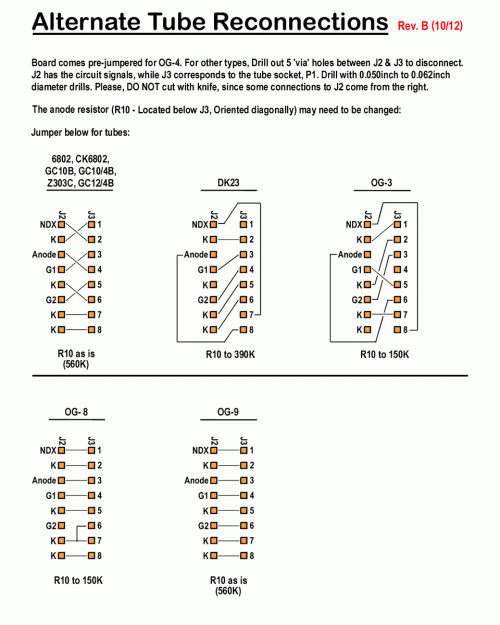 Alternate Tube Reconnections Rev. B (10/12)
Board comes pre-jumpered for OG-4. For other types, Drill out 5 'via' holes between J2 & J3 to disconnect.
J2 has the circuit signals, while J3 corresponds to the tube socket, P1. Drill with 0.050inch to 0.062inch
diameter drills. Please, DO NOT cut with knife, since some connections to J2 come from the right.
The anode resistor (R10 - Located below J3, Oriented diagonally) may need to be changed:
Jumper below for tubes:
6802, CK6802,
GC10B, GC10/4B,
Z303C, GC12/4B
J2 J3
NDX 1
K 2
Anode 3
G1 4
K 5
G2 6
K 7
K 8
R10 as is
(560K)
DK23
J2 J3
NDX 1
K 2
Anode 3
G1 4
K 5
G2 6
K 7
K 8
R10 to 390K
OG-3
J2 J3
NDX 1
K 2
Anode 3
G1 4
K 5
G2 6
K 7
K 8
R10 to 150K
OG- 8
J2 J3
NDX 1
K 2
Anode 3
G1 4
K 5
G2 6
K 7
K 8
R10 to 150K
OG-9
J2 J3
NDX 1
K 2
Anode 3
G1 4
K 5
G2 6
K 7
K 8
R10 as is
(560K)